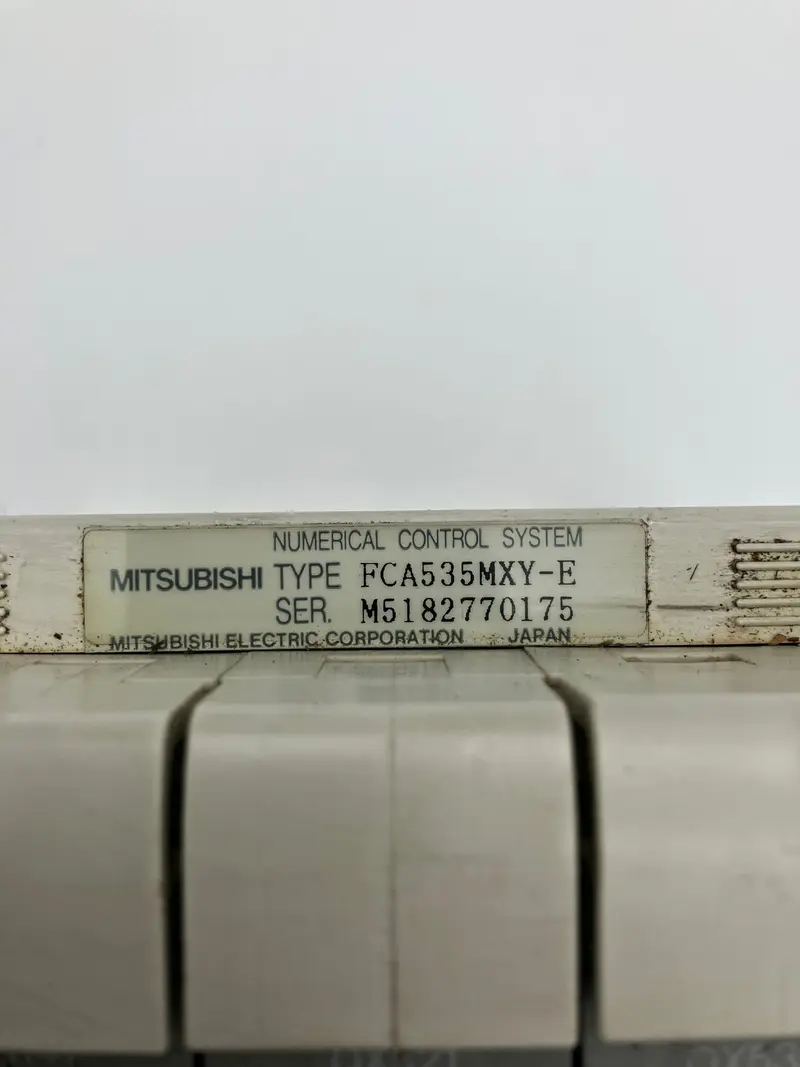 NUMERICAL CONTROL SYSTEM
MITSUBISHI TYPE FCA535MXY-E
SER. M5182770175
MITSUBISHI ELECTRIC CORPORATION JAPAN